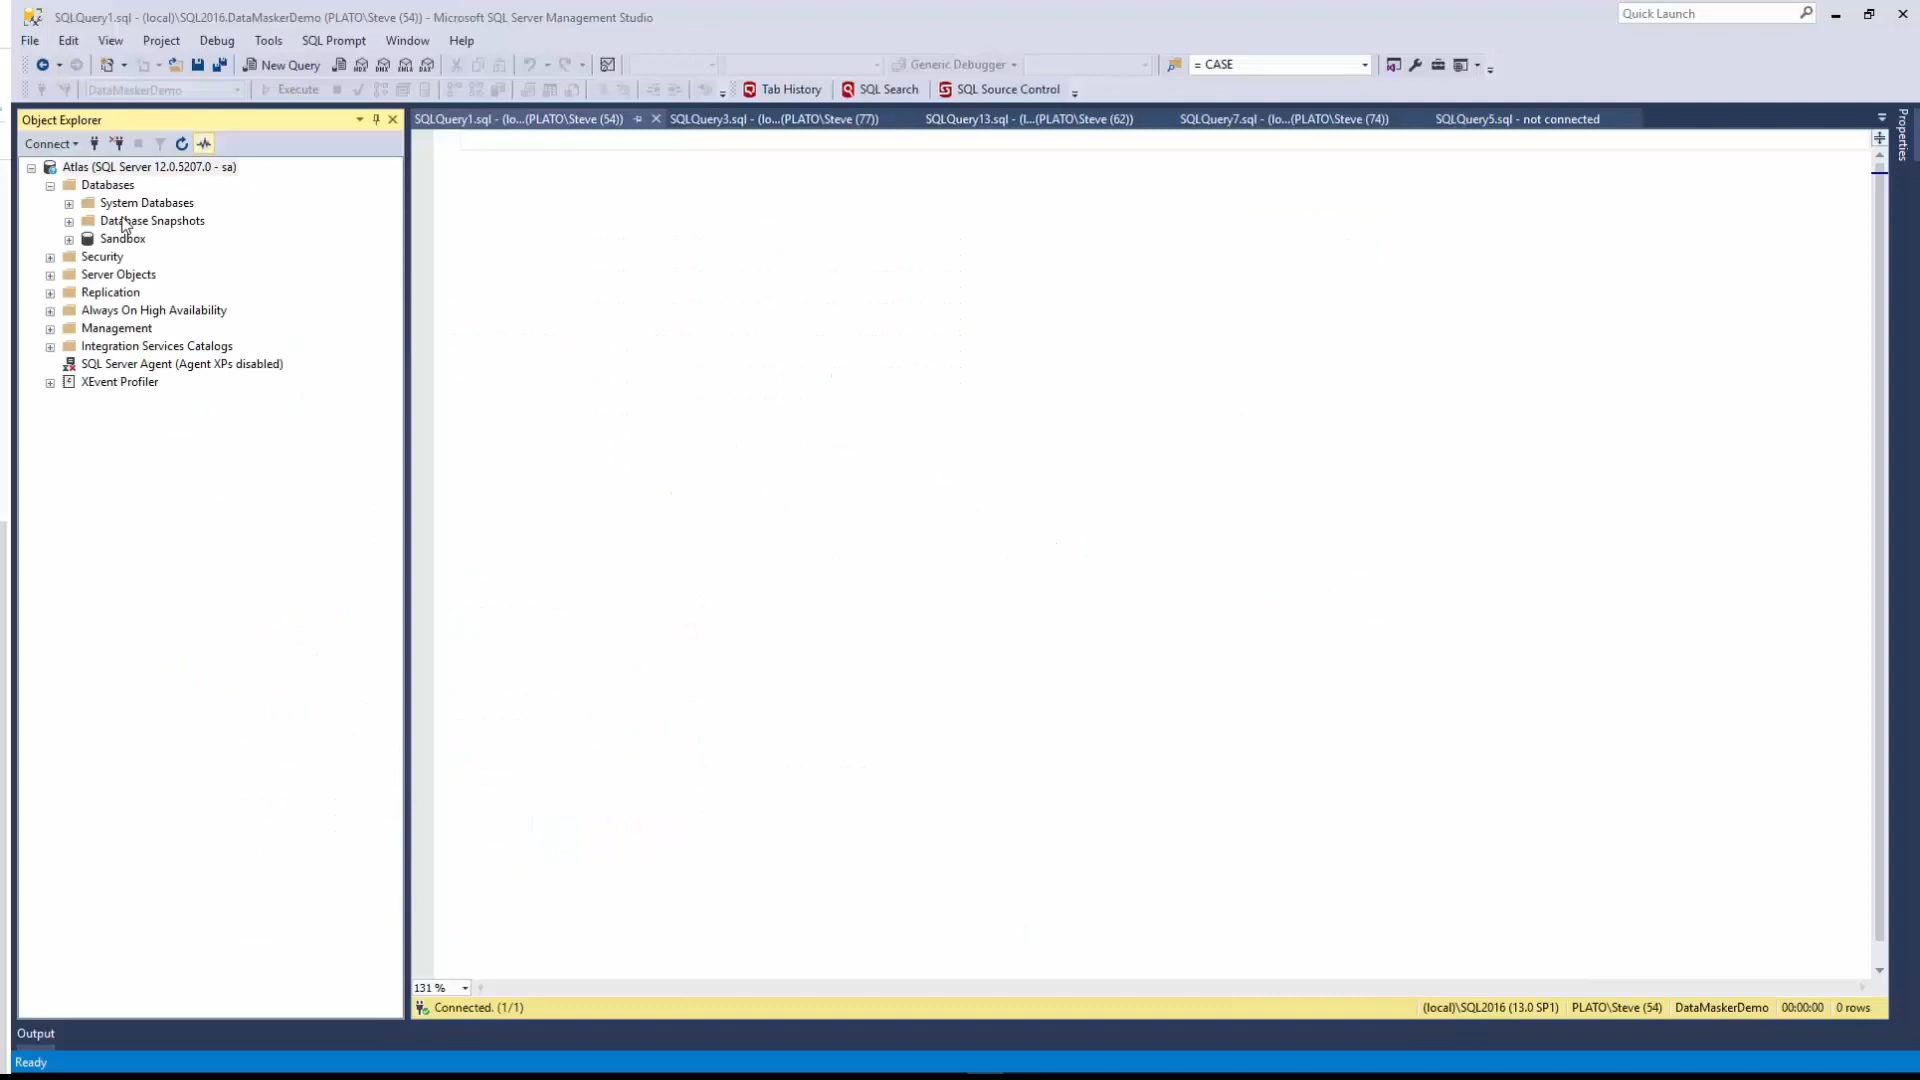 SQLQuery1.sql - (local)\SQL2016.DataMaskerDemo (PLATO\Steve (54)) - Microsoft SQL Server Management Studio
Quick Launch
File Edit View Project Debug Tools SQL Prompt Window Help
New Query Generic Debugger = CASE
DataMaskerDemo Execute Tab History SQL Search SQL Source Control
Object Explorer
SQLQuery1.sql - (lo...(PLATO\Steve (54)) SQLQuery3.sql - (lo...(PLATO\Steve (77)) SQLQuery13.sql - (l...(PLATO\Steve (62)) SQLQuery7.sql - (lo...(PLATO\Steve (74)) SQLQuery5.sql - not connected
Properties
Connect
Atlas (SQL Server 12.0.5207.0 - sa)
Databases
System Databases
Database Snapshots
Sandbox
Security
Server Objects
Replication
Always On High Availability
Management
Integration Services Catalogs
SQL Server Agent (Agent XPs disabled)
XEvent Profiler
131 %
Connected. (1/1) (local)\SQL2016 (13.0 SP1) PLATO\Steve (54) DataMaskerDemo 00:00:00 0 rows
Output
Ready